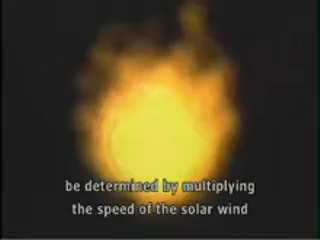 be determined by multiplying
the speed of the solar wind